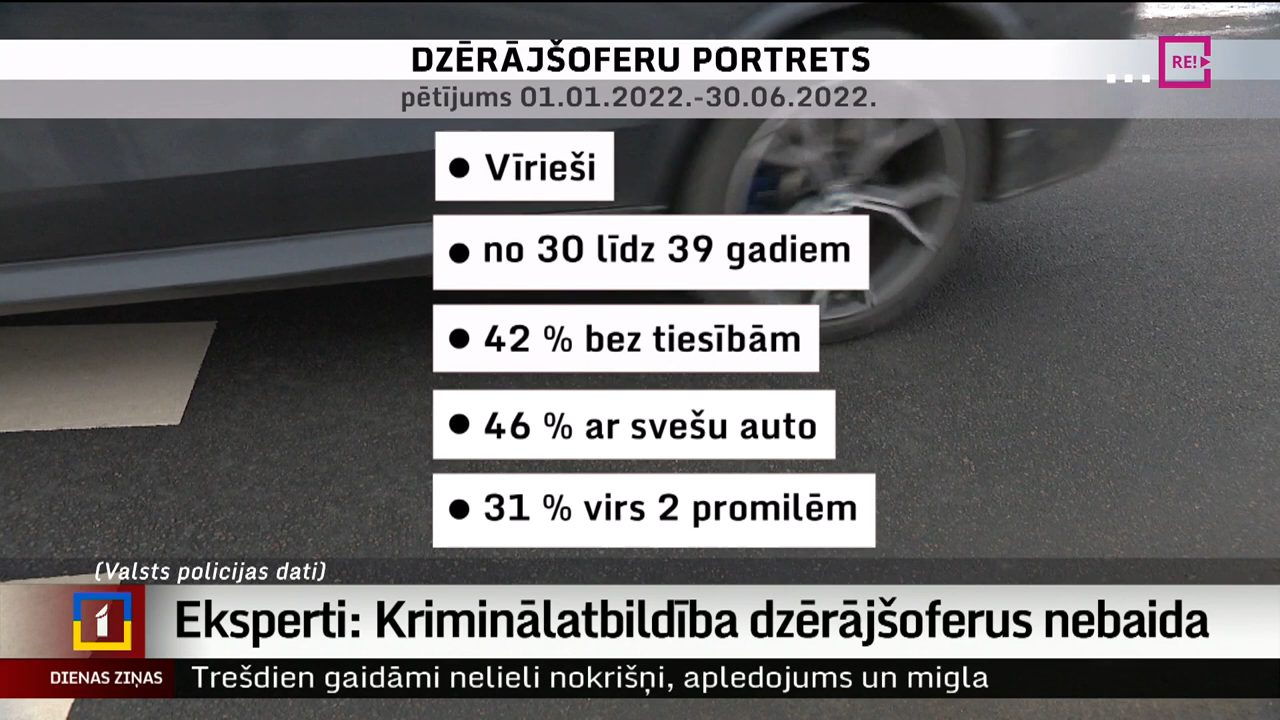 DZĒRĀJŠOFERU PORTRETS
RE!
pētījums 01.01.2022.-30.06.2022.
● Vīrieši
● no 30 līdz 39 gadiem
● 42 % bez tiesībām
● 46 % ar svešu auto
● 31 % virs 2 promilēm
(Valsts policijas dati)
1
Eksperti: Kriminālatbildība dzērājšoferus nebaida
DIENAS ZIŅAS
Trešdien gaidāmi nelieli nokrišņi, apledojums un migla